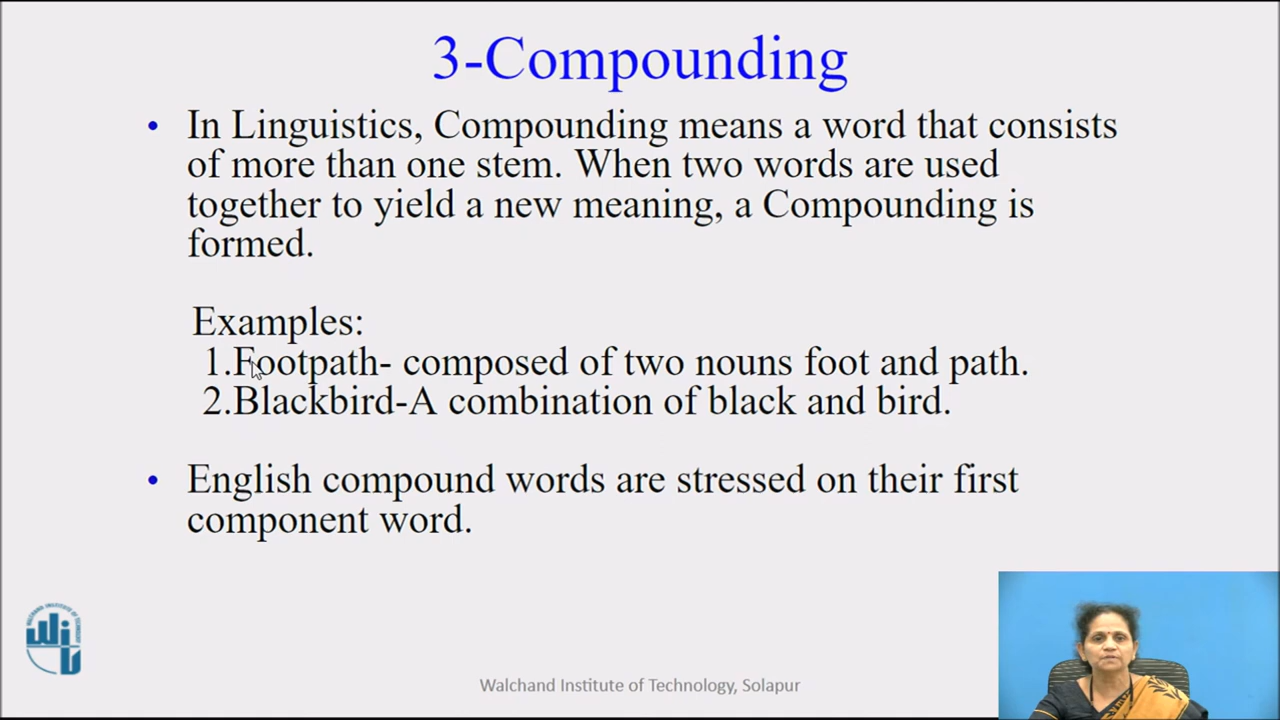 3-Compounding
• In Linguistics, Compounding means a word that consists
of more than one stem. When two words are used
together to yield a new meaning, a Compounding is
formed.
Examples:
1.Footpath- composed of two nouns foot and path.
2.Blackbird-A combination of black and bird.
• English compound words are stressed on their first
component word.
Walchand Institute of Technology, Solapur